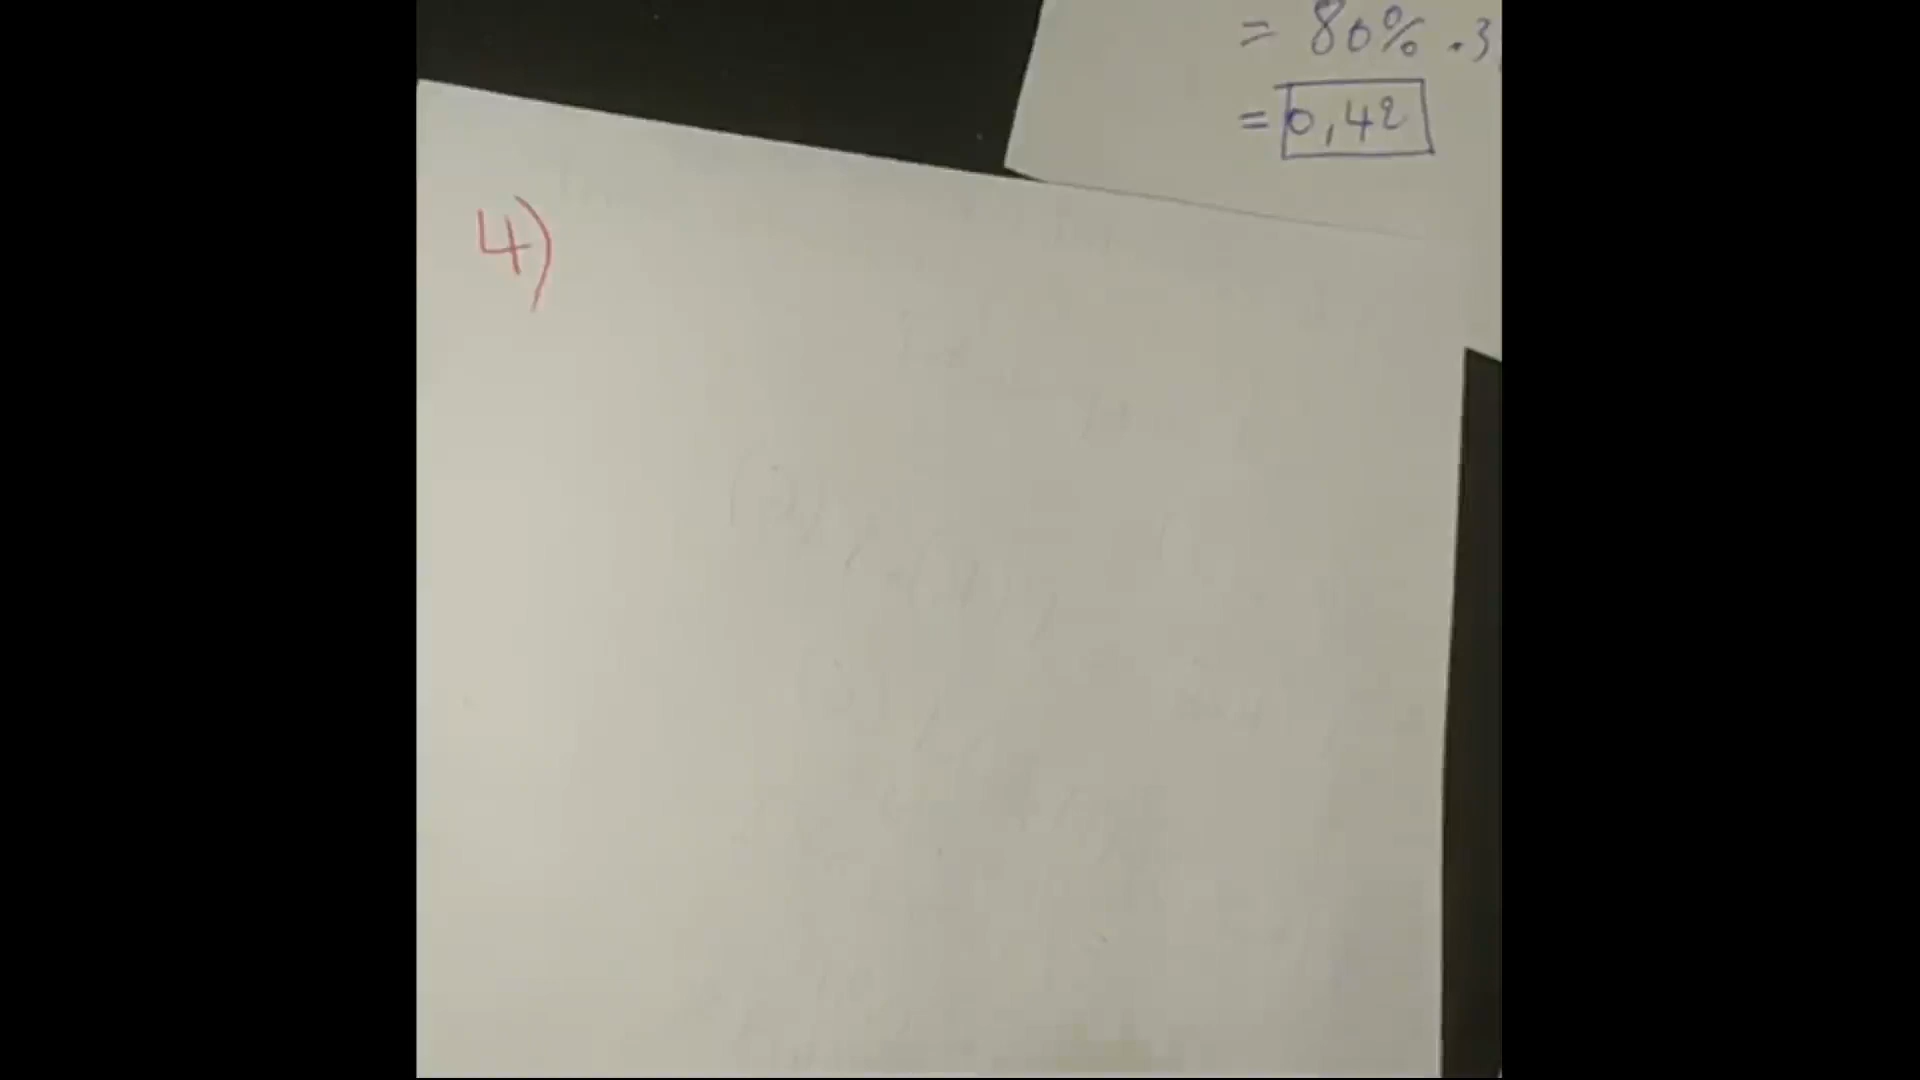 = 80% .3
= 0,42
4)